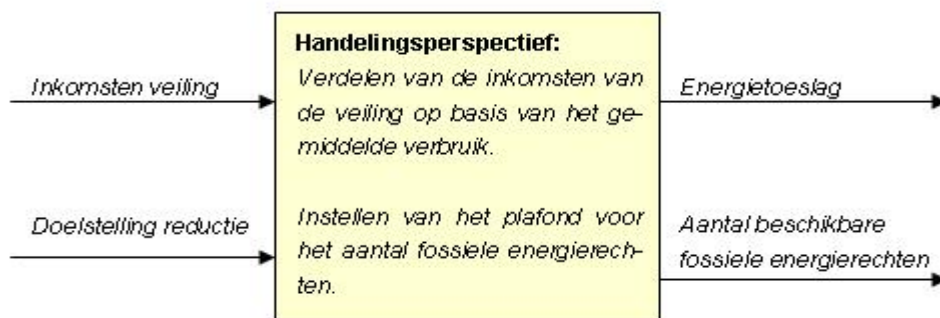 Inkomsten veiling
Doelstelling reductie
Handelingsperspectief:
Verdelen van de inkomsten van
de veiling op basis van het ge-
middelde verbruik.
Instellen van het plafond voor
het aantal fossiele energierech-
ten.
Energietoeslag
Aantal beschikbare
fossiele energierechten